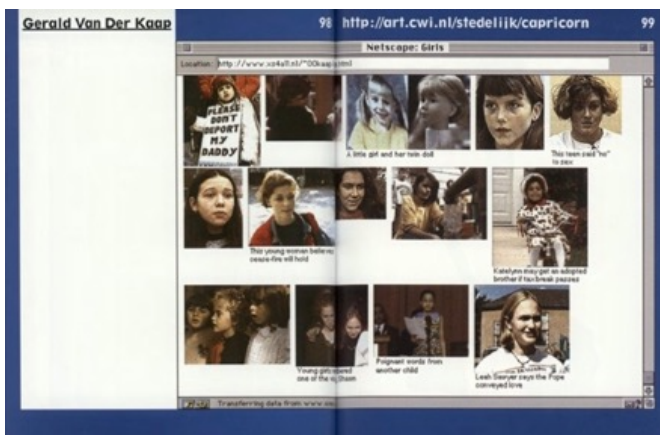 Gerald Van Der Kaap
98 http://art.cwi.nl/stedelijk/capricorn 99
Netscape: Girls
Location:
PLEASE
DON'T
DEPORT
MY
DADDY
A little girl and her twin doll
This teen said "no"
to sex
This young woman believes
cease-fire will hold
Katelynn may get an adopted
brother if tax break passes
Young girls
one of the
Poignant words from
another child
Leah Sawyer says the Pope
conveyed love
Transferring data from